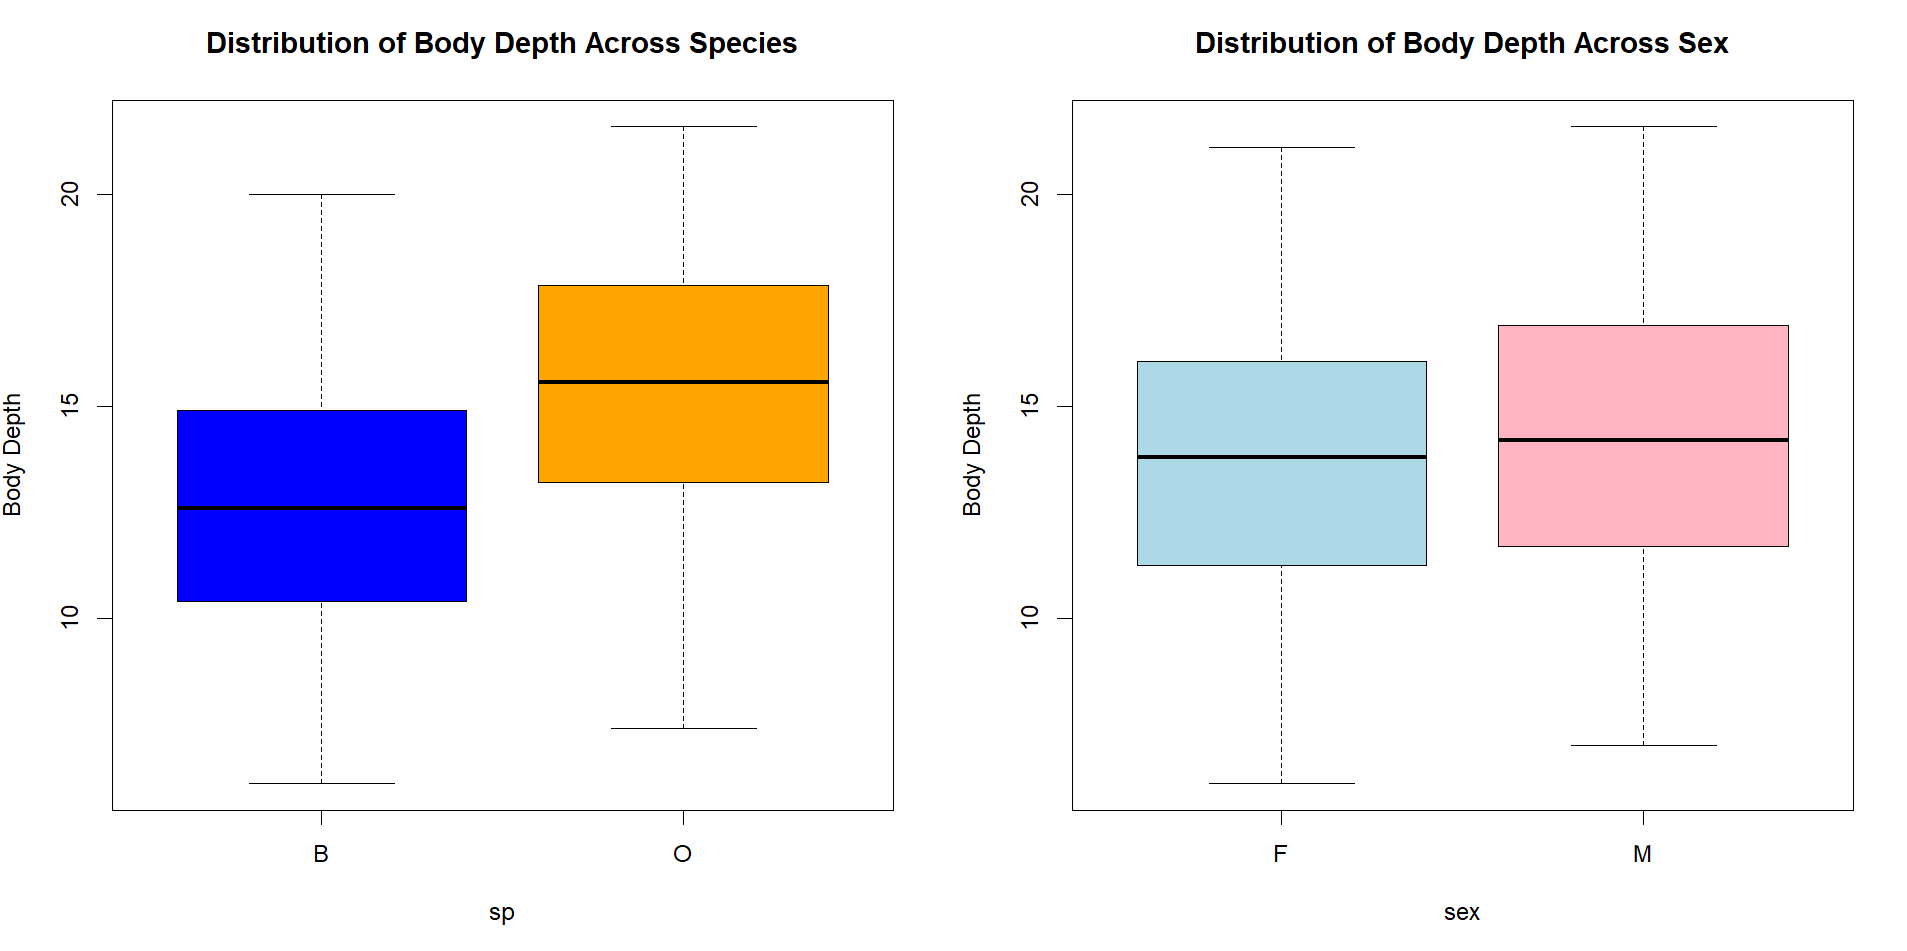 Distribution of Body Depth Across Species
Body Depth
20
15
10
B
O
sp
Distribution of Body Depth Across Sex
Body Depth
20
15
10
F
M
sex